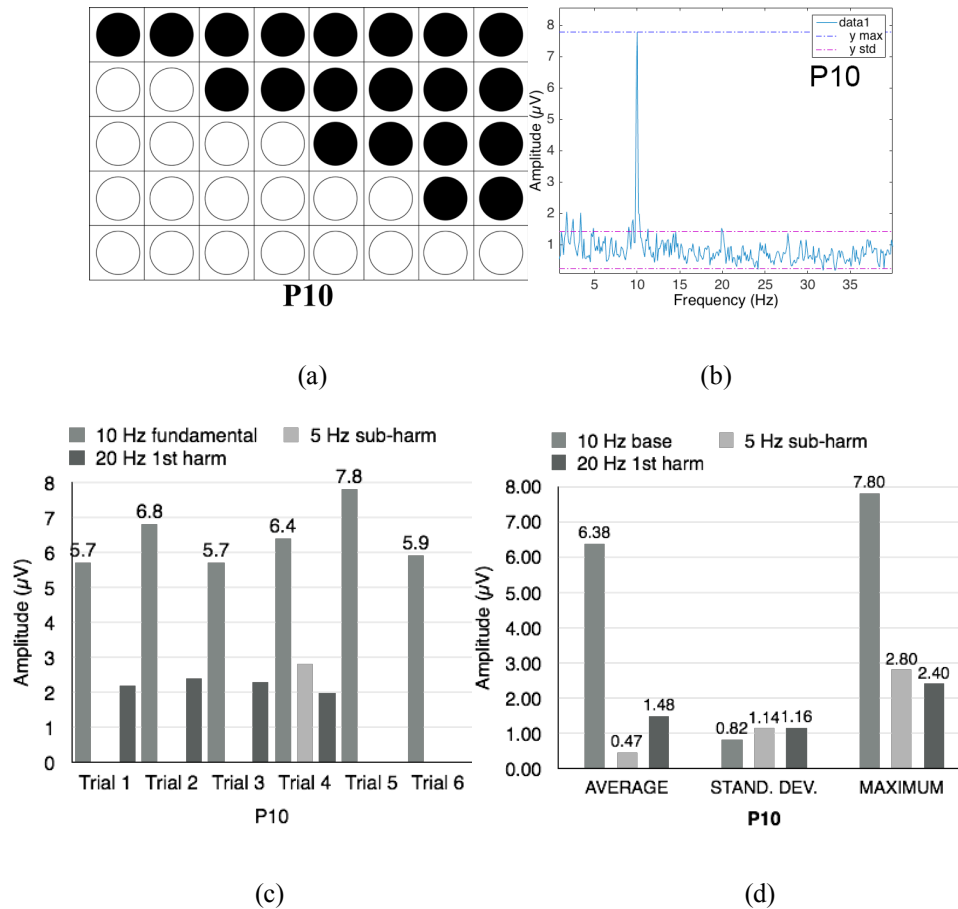 P10
(a)
8
7
6
5
4
3
2
1
Amplitude (µV)
5 10 15 20 25 30 35
Frequency (Hz)
data1
y max
y std
P10
(b)
10 Hz fundamental
5 Hz sub-harm
20 Hz 1st harm
8
7
6
5
4
3
2
1
0
Amplitude (µV)
5.7
6.8
5.7
6.4
7.8
5.9
Trial 1 Trial 2 Trial 3 Trial 4 Trial 5 Trial 6
P10
(c)
10 Hz base
5 Hz sub-harm
20 Hz 1st harm
8.00
7.00
6.00
5.00
4.00
3.00
2.00
1.00
0.00
Amplitude (µV)
6.38
0.47
1.48
0.82
1.14
1.16
7.80
2.80
2.40
AVERAGE STAND. DEV. MAXIMUM
P10
(d)